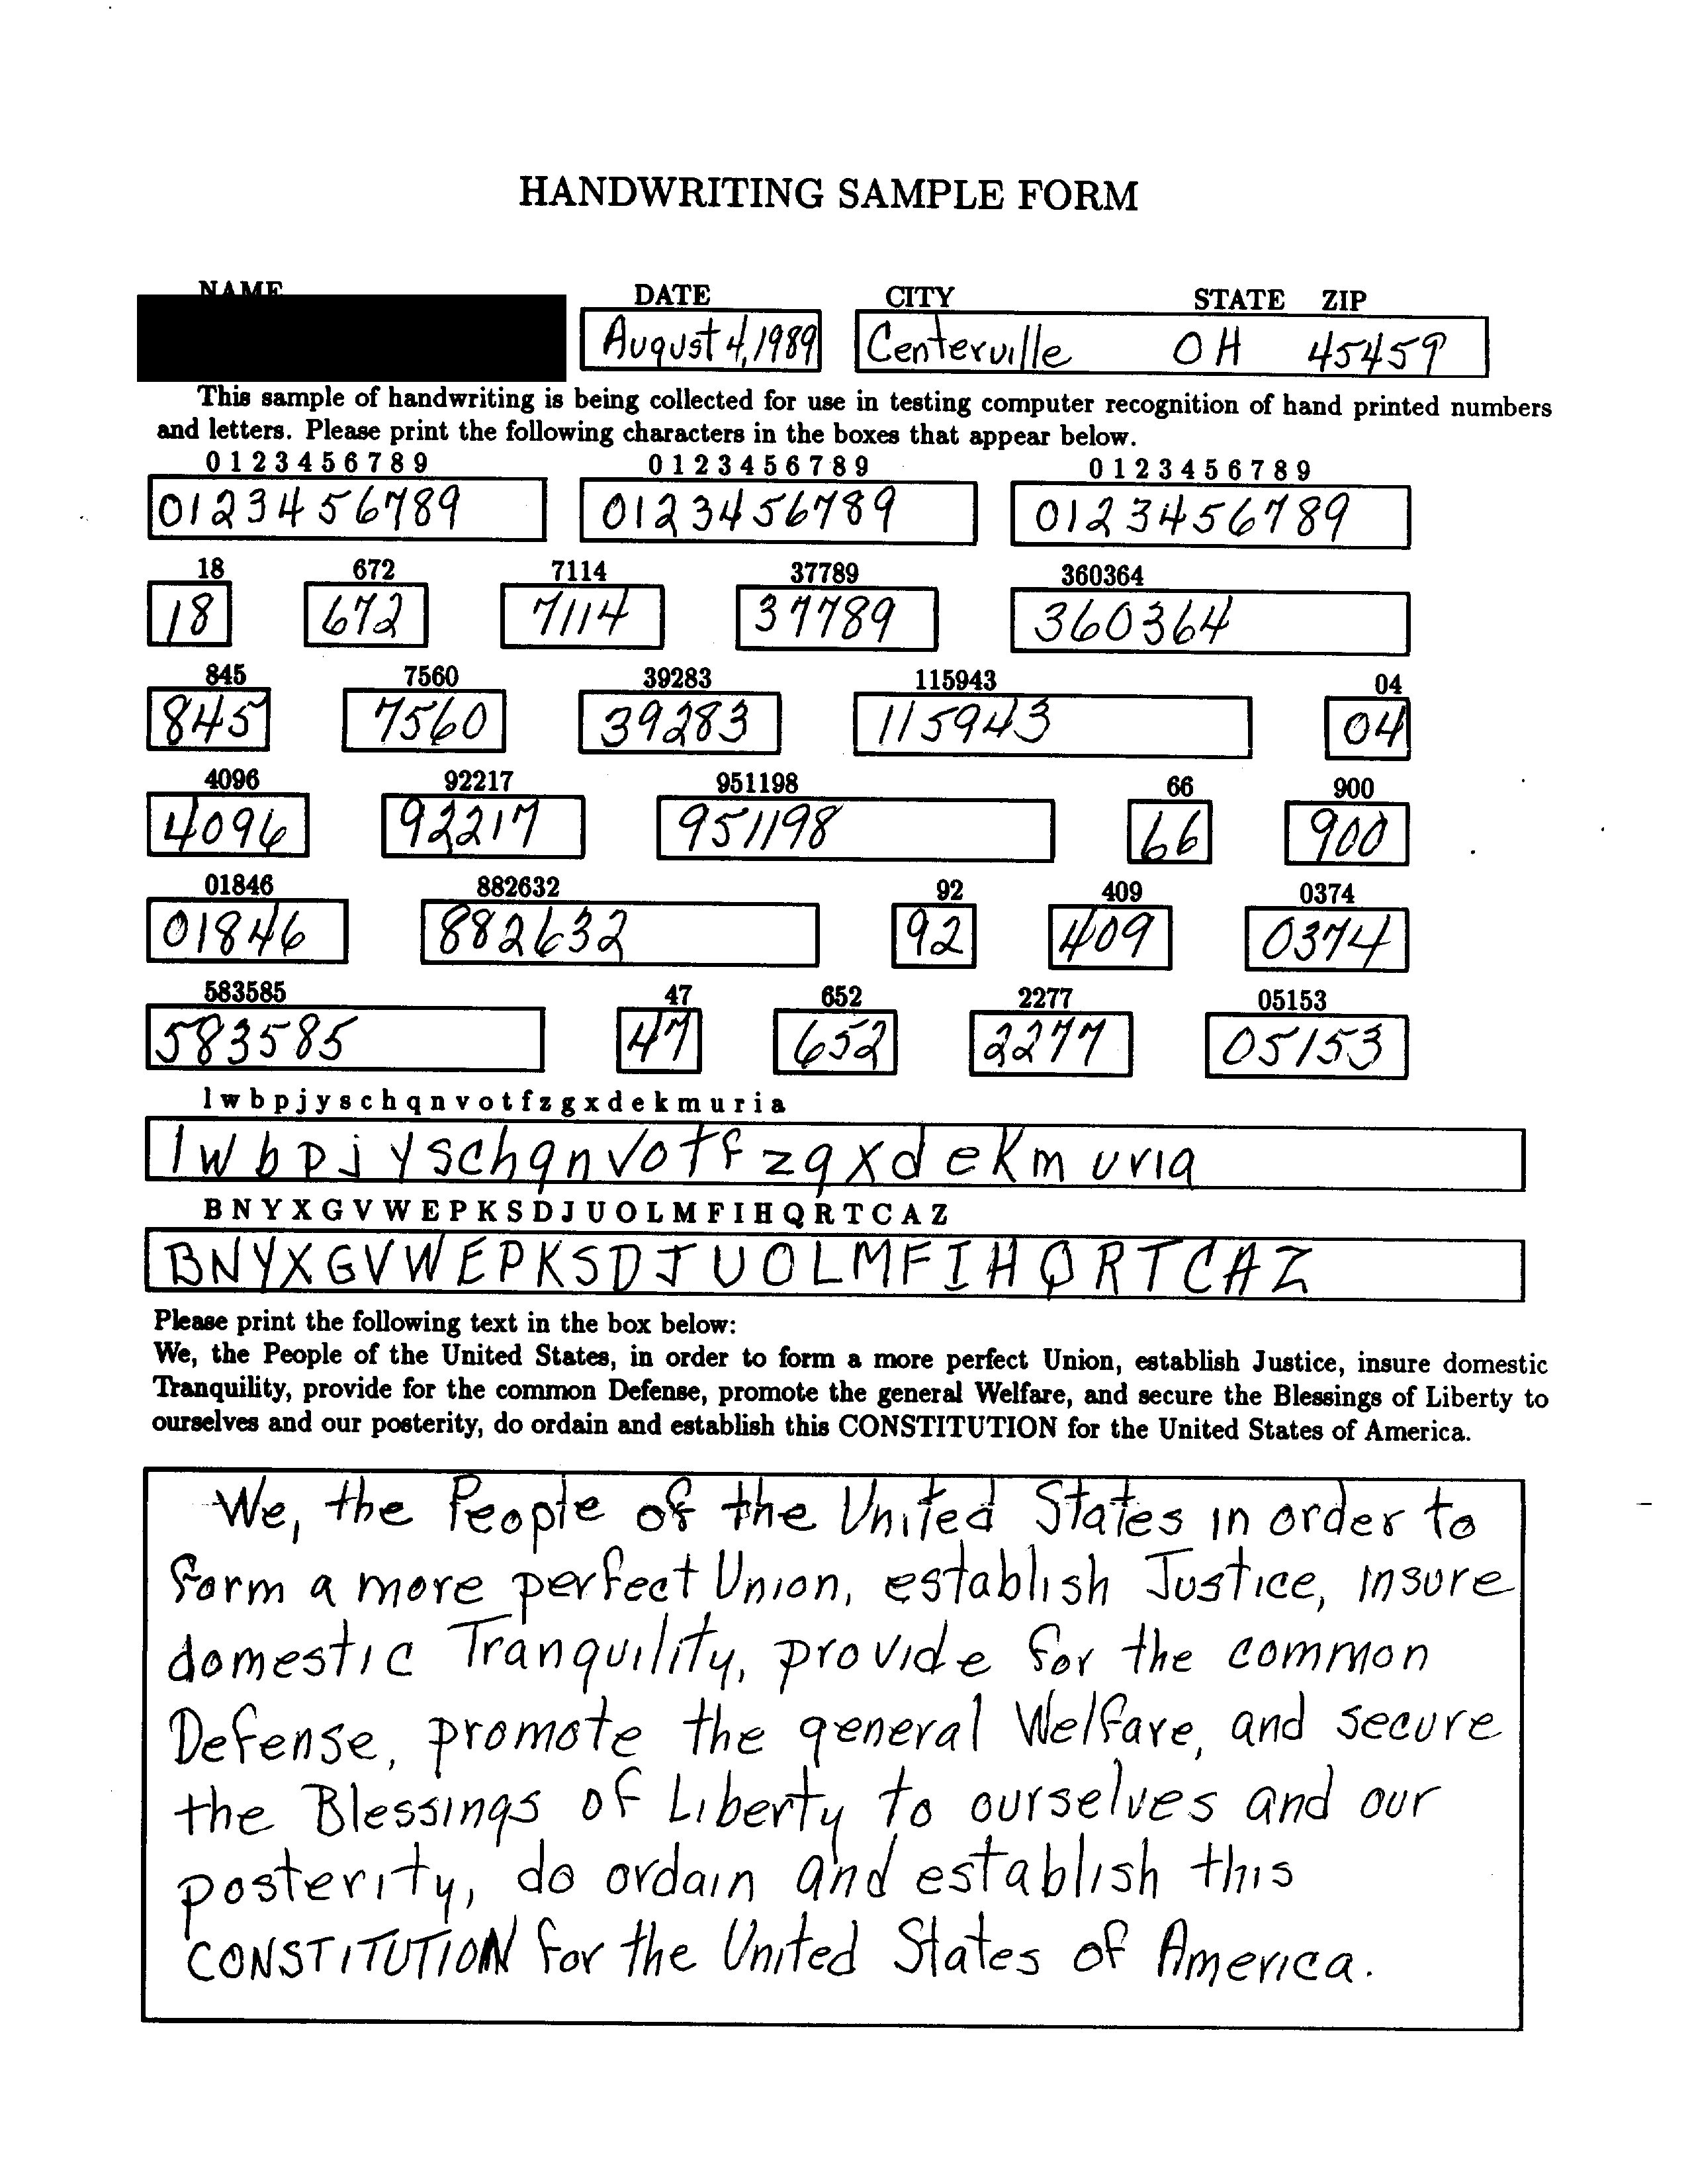 HANDWRITING SAMPLE FORM
NAME DATE CITY STATE ZIP
August 4, 1989 Centerville OH 45459
This sample of handwriting is being collected for use in testing computer recognition of hand printed numbers
and letters. Please print the following characters in the boxes that appear below.
0 1 2 3 4 5 6 7 8 9 0 1 2 3 4 5 6 7 8 9 0 1 2 3 4 5 6 7 8 9
0123456789 0123456789 0123456789
18 672 7114 37789 360364
18 672 7114 37789 360364
845 7560 39283 115943 04
845 7560 39283 115943 04
4096 92217 951198 66 900
4096 92217 951198 66 900
01846 882632 92 409 0374
01846 882632 92 409 0374
583585 47 652 2277 05153
583585 47 652 2277 05153
l w b p j y s c h q n v o t f z g x d e k m u r i a
l w b p j y s c h q n v o t f z g x d e k m u r i a
B N Y X G V W E P K S D J U O L M F I H Q R T C A Z
B N Y X G V W E P K S D J U O L M F I H Q R T C A Z
Please print the following text in the box below:
We, the People of the United States, in order to form a more perfect Union, establish Justice, insure domestic
Tranquility, provide for the common Defense, promote the general Welfare, and secure the Blessings of Liberty to
ourselves and our posterity, do ordain and establish this CONSTITUTION for the United States of America.
We, the People of the United States in order to
form a more perfect Union, establish Justice, insure
domestic Tranquility, provide for the common
Defense, promote the general Welfare, and secure
the Blessings of Liberty to ourselves and our
posterity, do ordain and establish this
CONSTITUTION for the United States of America.